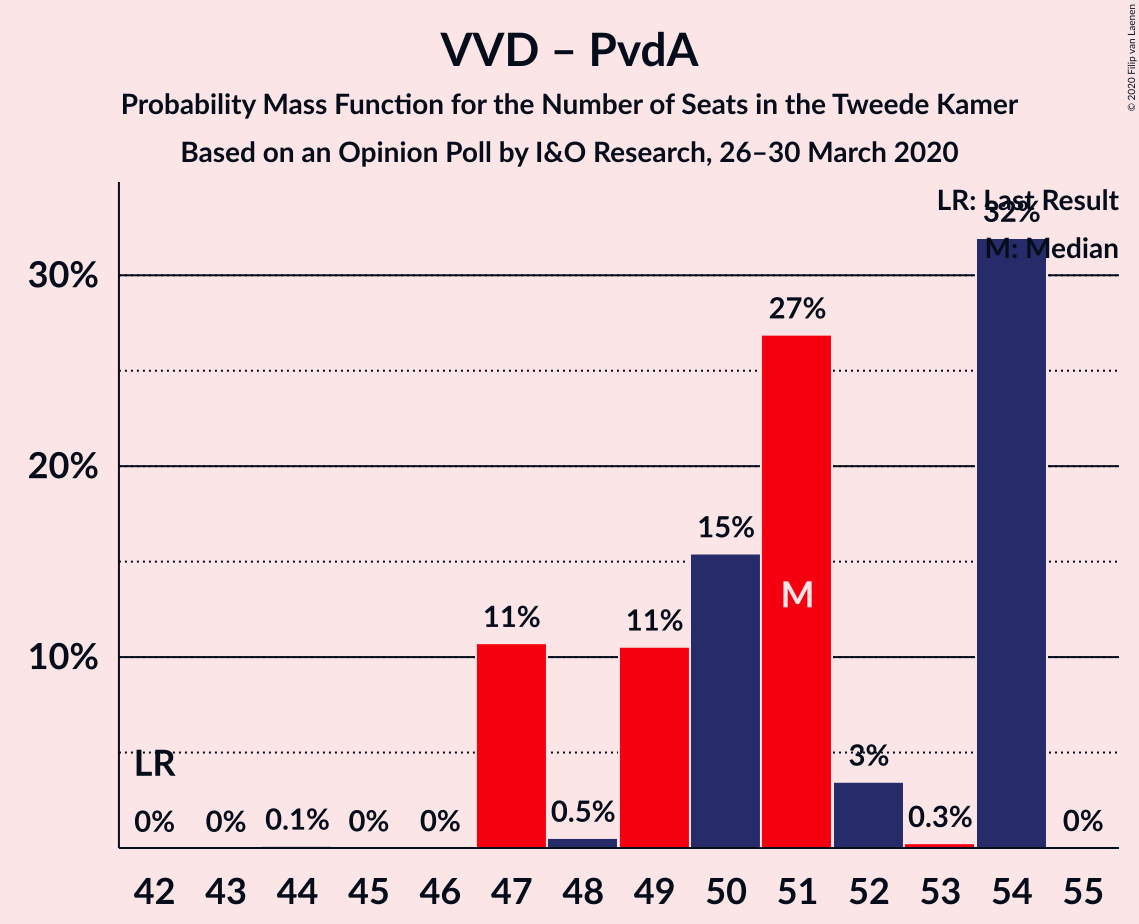 VVD – PvdA
Probability Mass Function for the Number of Seats in the Tweede Kamer
Based on an Opinion Poll by I&O Research, 26–30 March 2020
© 2020 Filip van Laenen
LR: Last Result
M: Median
32%
30%
27%
20%
15%
M
11%
11%
10%
LR
3%
0%
0%
0.1%
0%
0%
0.5%
0.3%
0%
42 43 44 45 46 47 48 49 50 51 52 53 54 55